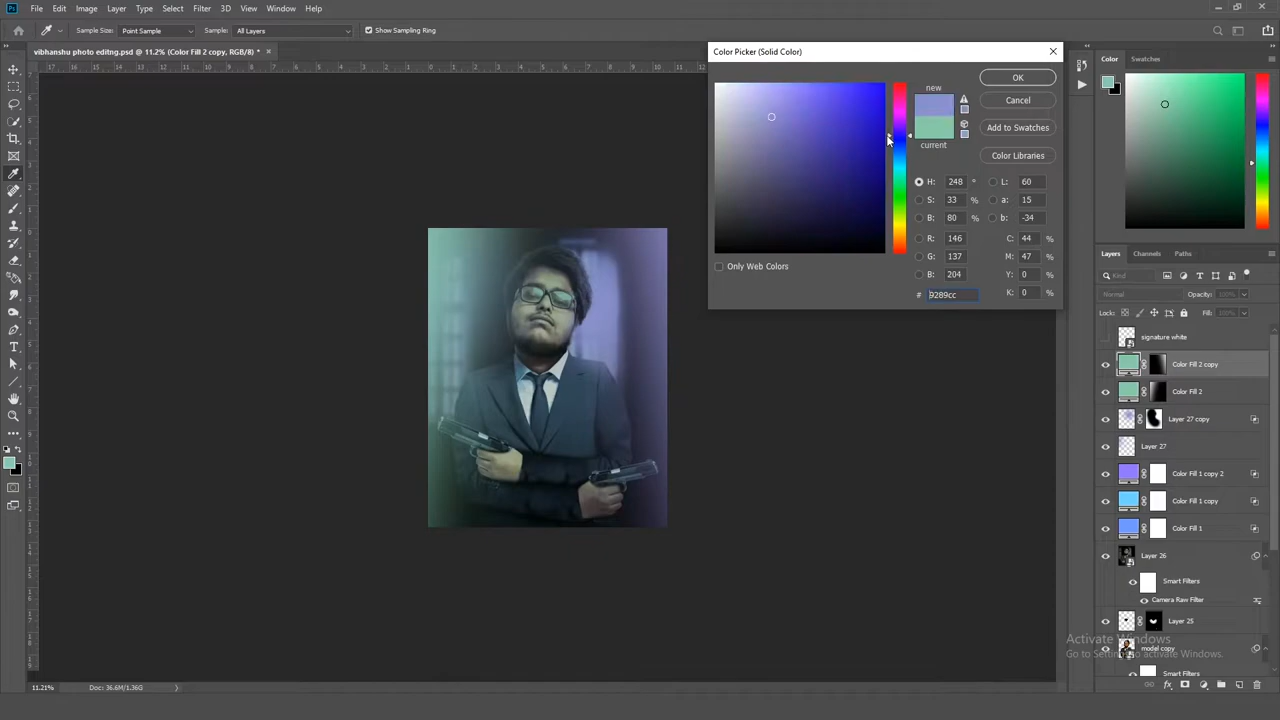 Ps File Edit Image Layer Type Select Filter 3D View Window Help
Sample Size: Point Sample Sample: All Layers Show Sampling Ring
vibhanshu photo editng.psd @ 11.2% (Color Fill 2 copy, RGB/8) *
Color Picker (Solid Color)
new
current
OK
Cancel
Add to Swatches
Color Libraries
H: 248 ° L: 60
S: 33 % a: 15
B: 80 % b: -34
R: 146 C: 44 %
G: 137 M: 47 %
B: 204 Y: 0 %
# 9289cc K: 0 %
Only Web Colors
Color Swatches
Layers Channels Paths
Kind
Normal Opacity: 100%
Lock: Fill: 100%
signature white
Color Fill 2 copy
Color Fill 2
Layer 27 copy
Layer 27
Color Fill 1 copy 2
Color Fill 1 copy
Color Fill 1
Layer 26
Smart Filters
Camera Raw Filter
Layer 25
Activate Windows
Go to Settings to activate Windows.
model copy
Smart Filters
11.21% Doc: 36.6M/1.36G